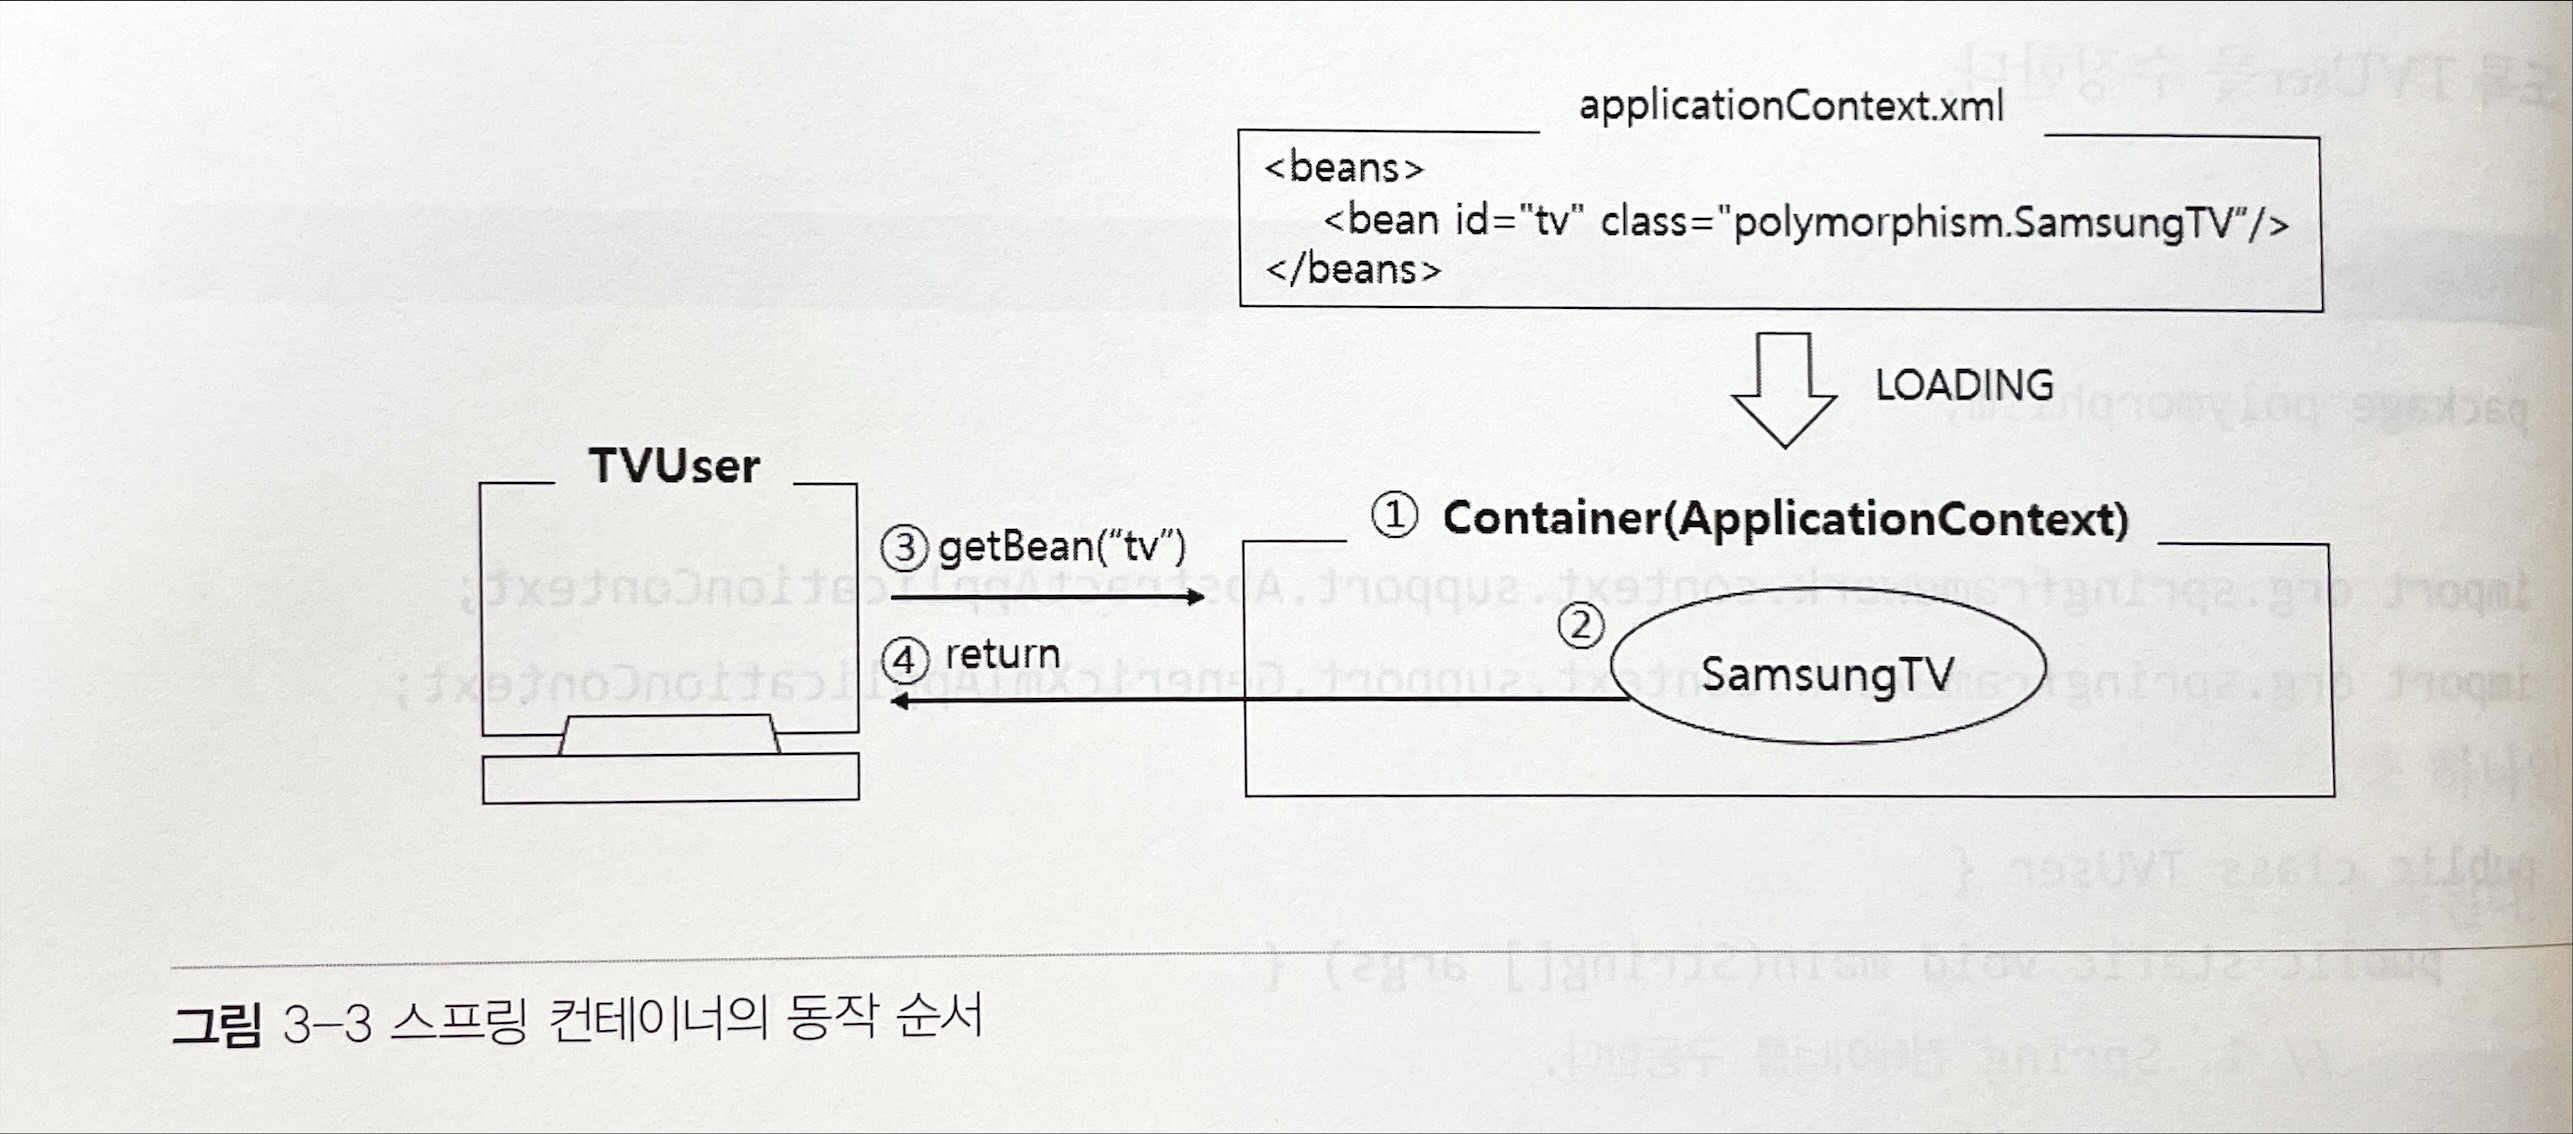 applicationContext.xml
<beans>
<bean id="tv" class="polymorphism.SamsungTV"/>
</beans>
LOADING
TVUser
③ getBean("tv")
④ return
① Container(ApplicationContext)
② SamsungTV
그림 3-3 스프링 컨테이너의 동작 순서